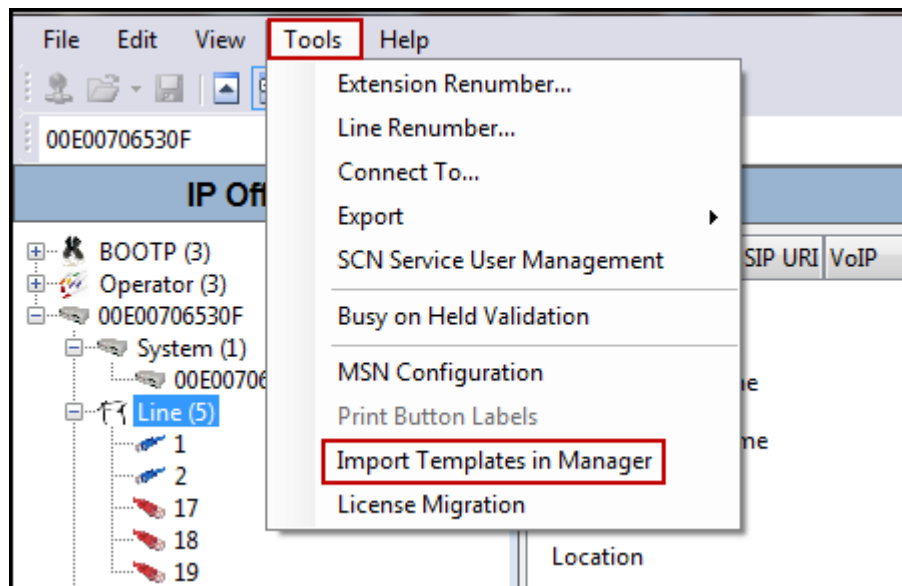 File Edit View Tools Help
Extension Renumber...
Line Renumber...
Connect To...
Export
SCN Service User Management
Busy on Held Validation
MSN Configuration
Print Button Labels
Import Templates in Manager
License Migration
00E00706530F
IP Off
BOOTP (3)
Operator (3)
00E00706530F
System (1)
00E00706
Line (5)
1
2
17
18
19
SIP URI VoIP
ne
me
Location